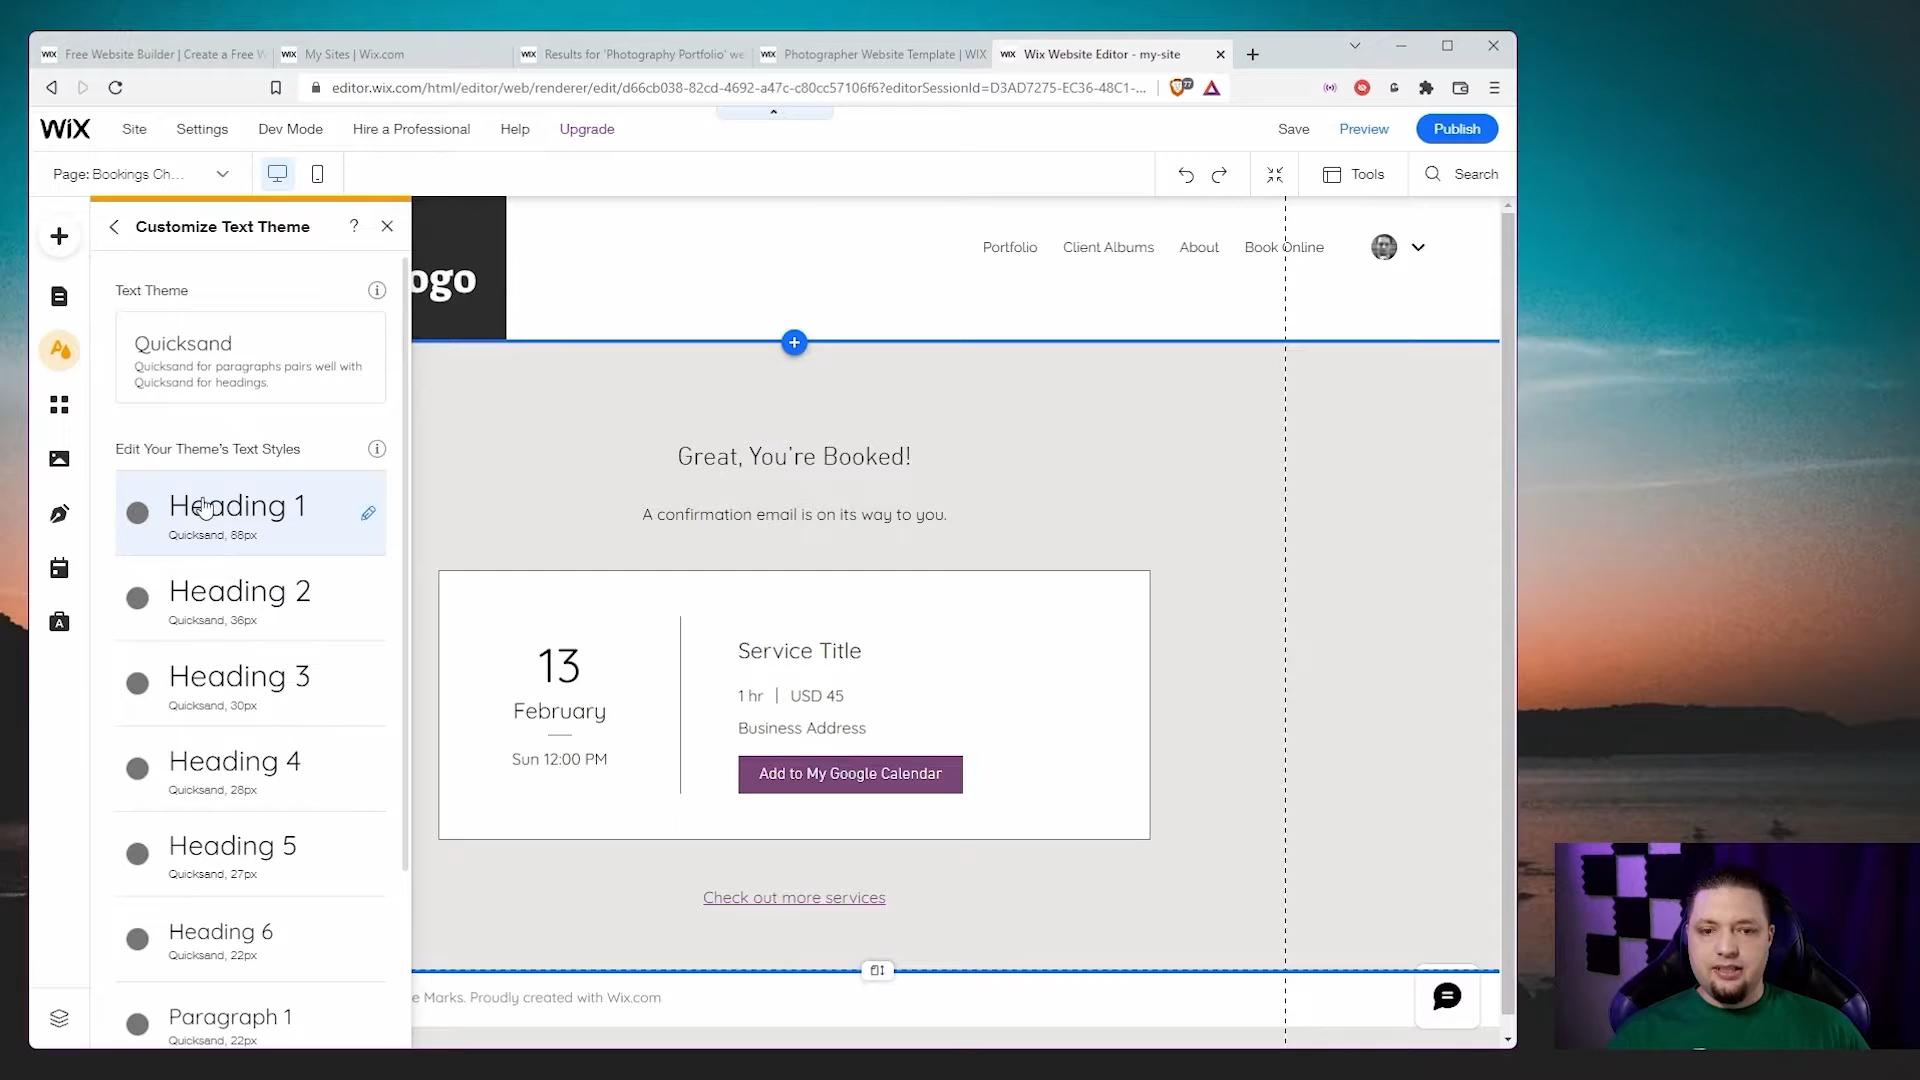 WIX Free Website Builder | Create a Free W
WIX My Sites | Wix.com
WIX Results for 'Photography Portfolio' we
WIX Photographer Website Template | WIX
WIX Wix Website Editor - my-site
editor.wix.com/html/editor/web/renderer/edit/d66cb038-82cd-4692-a47c-c80cc57106f6?editorSessionId=D3AD7275-EC36-48C1-...
WiX Site Settings Dev Mode Hire a Professional Help Upgrade Save Preview Publish
Page: Bookings Ch... Tools Search
Customize Text Theme ?
Text Theme
Quicksand
Quicksand for paragraphs pairs well with
Quicksand for headings.
Edit Your Theme's Text Styles
Heading 1
Quicksand, 88px
Heading 2
Quicksand, 36px
Heading 3
Quicksand, 30px
Heading 4
Quicksand, 28px
Heading 5
Quicksand, 27px
Heading 6
Quicksand, 22px
Paragraph 1
Quicksand, 22px
ogo
Portfolio Client Albums About Book Online
Great, You're Booked!
A confirmation email is on its way to you.
13
February
Sun 12:00 PM
Service Title
1 hr | USD 45
Business Address
Add to My Google Calendar
Check out more services
e Marks. Proudly created with Wix.com